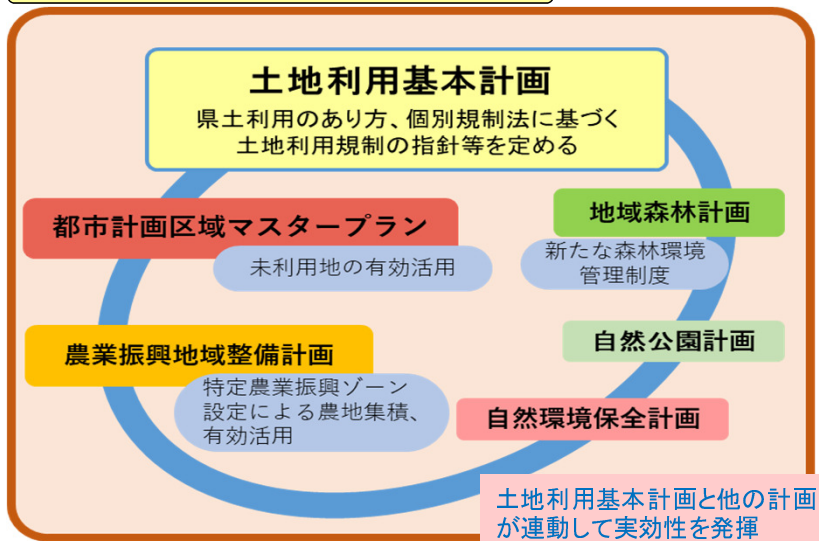 土地利用基本計画
県土利用のあり方、個別規制法に基づく
土地利用規制の指針等を定める
都市計画区域マスタープラン
未利用地の有効活用
地域森林計画
新たな森林環境
管理制度
農業振興地域整備計画
特定農業振興ゾーン
設定による農地集積、
有効活用
自然公園計画
自然環境保全計画
土地利用基本計画と他の計画
が連動して実効性を発揮